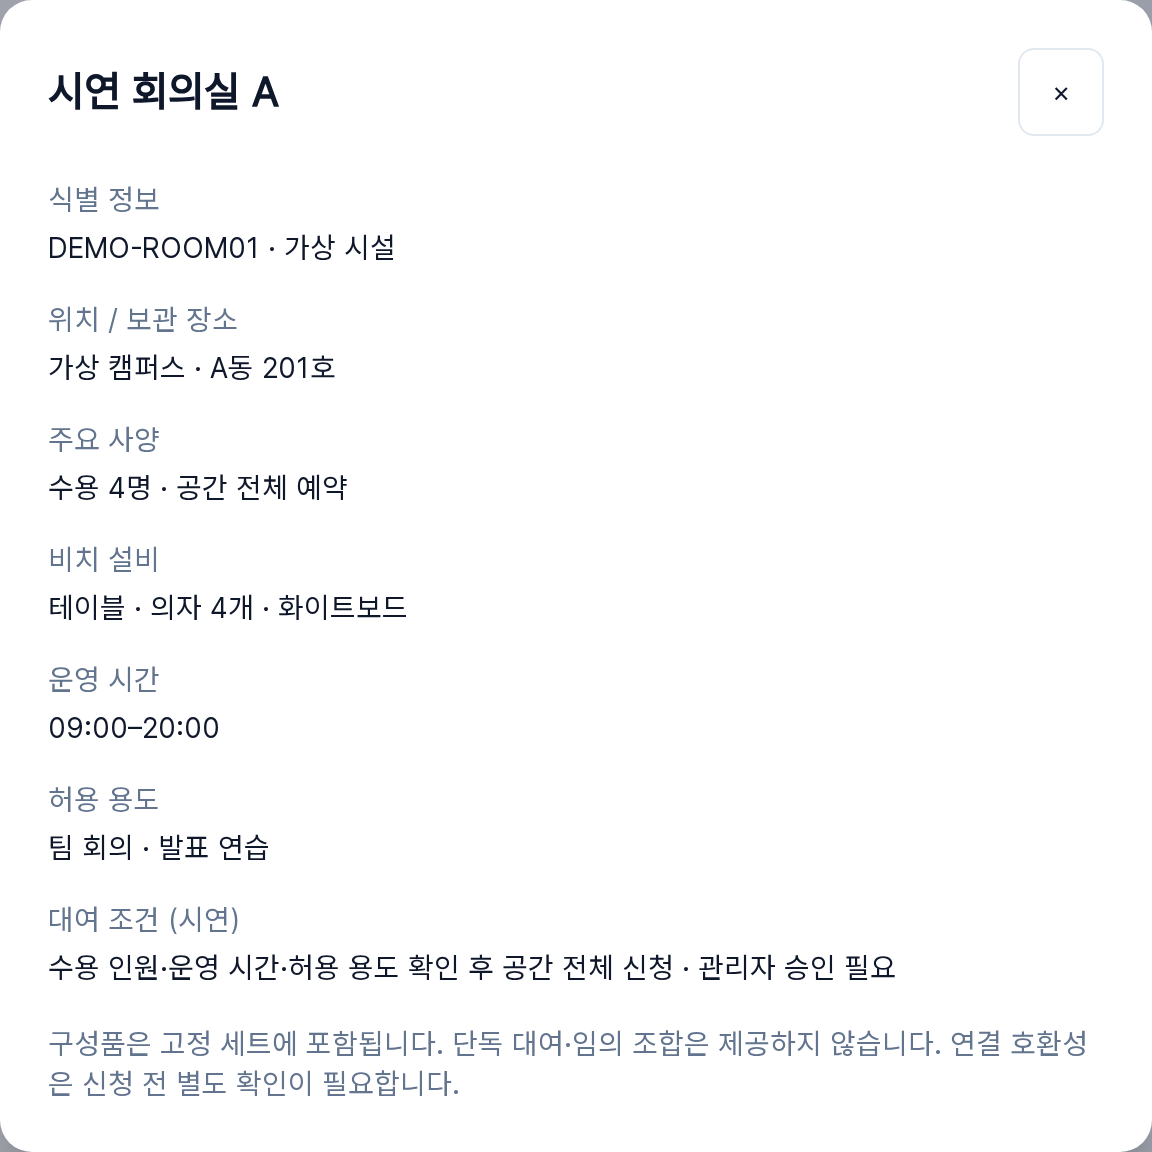 시연 회의실 A
×
식별 정보
DEMO-ROOM01 · 가상 시설
위치 / 보관 장소
가상 캠퍼스 · A동 201호
주요 사양
수용 4명 · 공간 전체 예약
비치 설비
테이블 · 의자 4개 · 화이트보드
운영 시간
09:00–20:00
허용 용도
팀 회의 · 발표 연습
대여 조건 (시연)
수용 인원·운영 시간·허용 용도 확인 후 공간 전체 신청 · 관리자 승인 필요
구성품은 고정 세트에 포함됩니다. 단독 대여·임의 조합은 제공하지 않습니다. 연결 호환성
은 신청 전 별도 확인이 필요합니다.